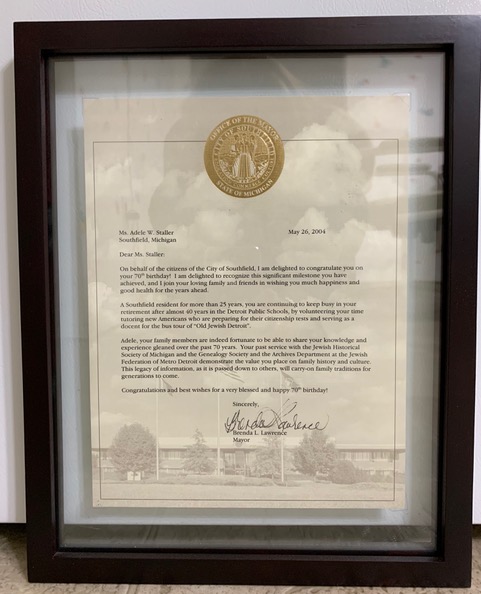 OFFICE OF THE MAYOR
CITY OF SOUTHFIELD
STATE OF MICHIGAN
Ms. Adele W. Staller
May 26, 2004
Southfield, Michigan
Dear Ms. Staller:
On behalf of the citizens of the City of Southfield, I am delighted to congratulate you on
your 70th birthday! I am delighted to recognize this significant milestone you have
achieved, and I join your loving family and friends in wishing you much happiness and
good health for the years ahead.
A Southfield resident for more than 25 years, you are continuing to keep busy in your
retirement after almost 40 years in the Detroit Public Schools, by volunteering your time
tutoring new Americans who are preparing for their citizenship tests and serving as a
docent for the bus tour of "Old Jewish Detroit".
Adele, your family members are indeed fortunate to be able to share your knowledge and
experience gleaned over the past 70 years. Your past service with the Jewish Historical
Society of Michigan and the Genealogy Society and the Archives Department at the Jewish
Federation of Metro Detroit demonstrate the value you place on family history and culture.
This legacy of information, as it is passed down to others, will carry-on family traditions for
generations to come.
Congratulations and best wishes for a very blessed and happy 70th birthday!
Sincerely,
Brenda Lawrence
Brenda L. Lawrence
Mayor